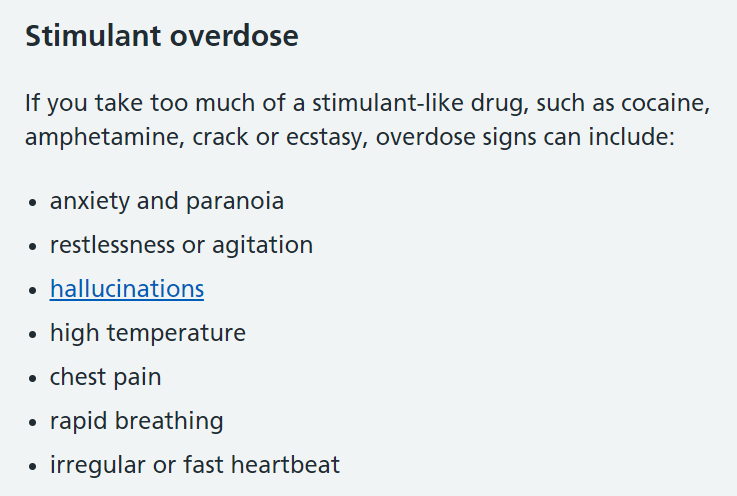 Stimulant overdose
If you take too much of a stimulant-like drug, such as cocaine,
amphetamine, crack or ecstasy, overdose signs can include:
• anxiety and paranoia
• restlessness or agitation
• hallucinations
• high temperature
• chest pain
• rapid breathing
• irregular or fast heartbeat